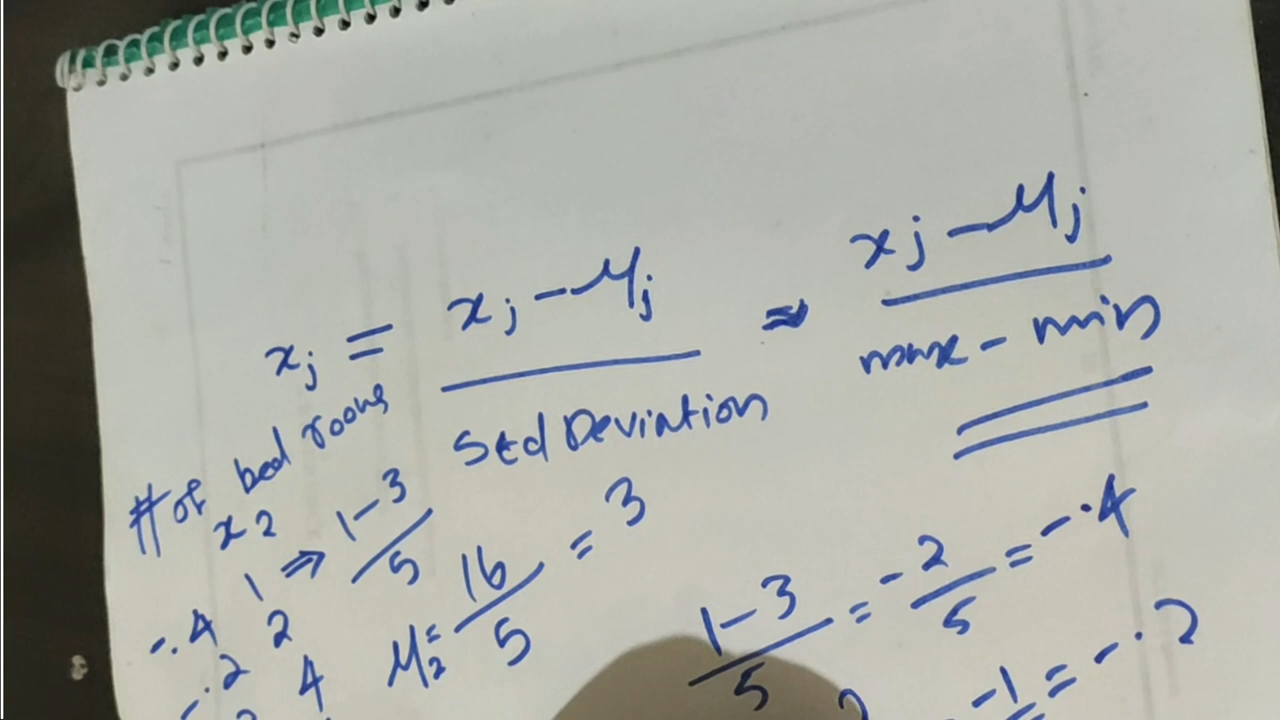 xj = xj - μj / Std Deviation ≈ xj - μj / max - min
# of bed rooms
x2
1 ⇒ 1-3 / 5
μ2 = 16 / 5 = 3
-.4
2
-.2
4
1-3 / 5 = -2 / 5 = -.4
-1 = -.2